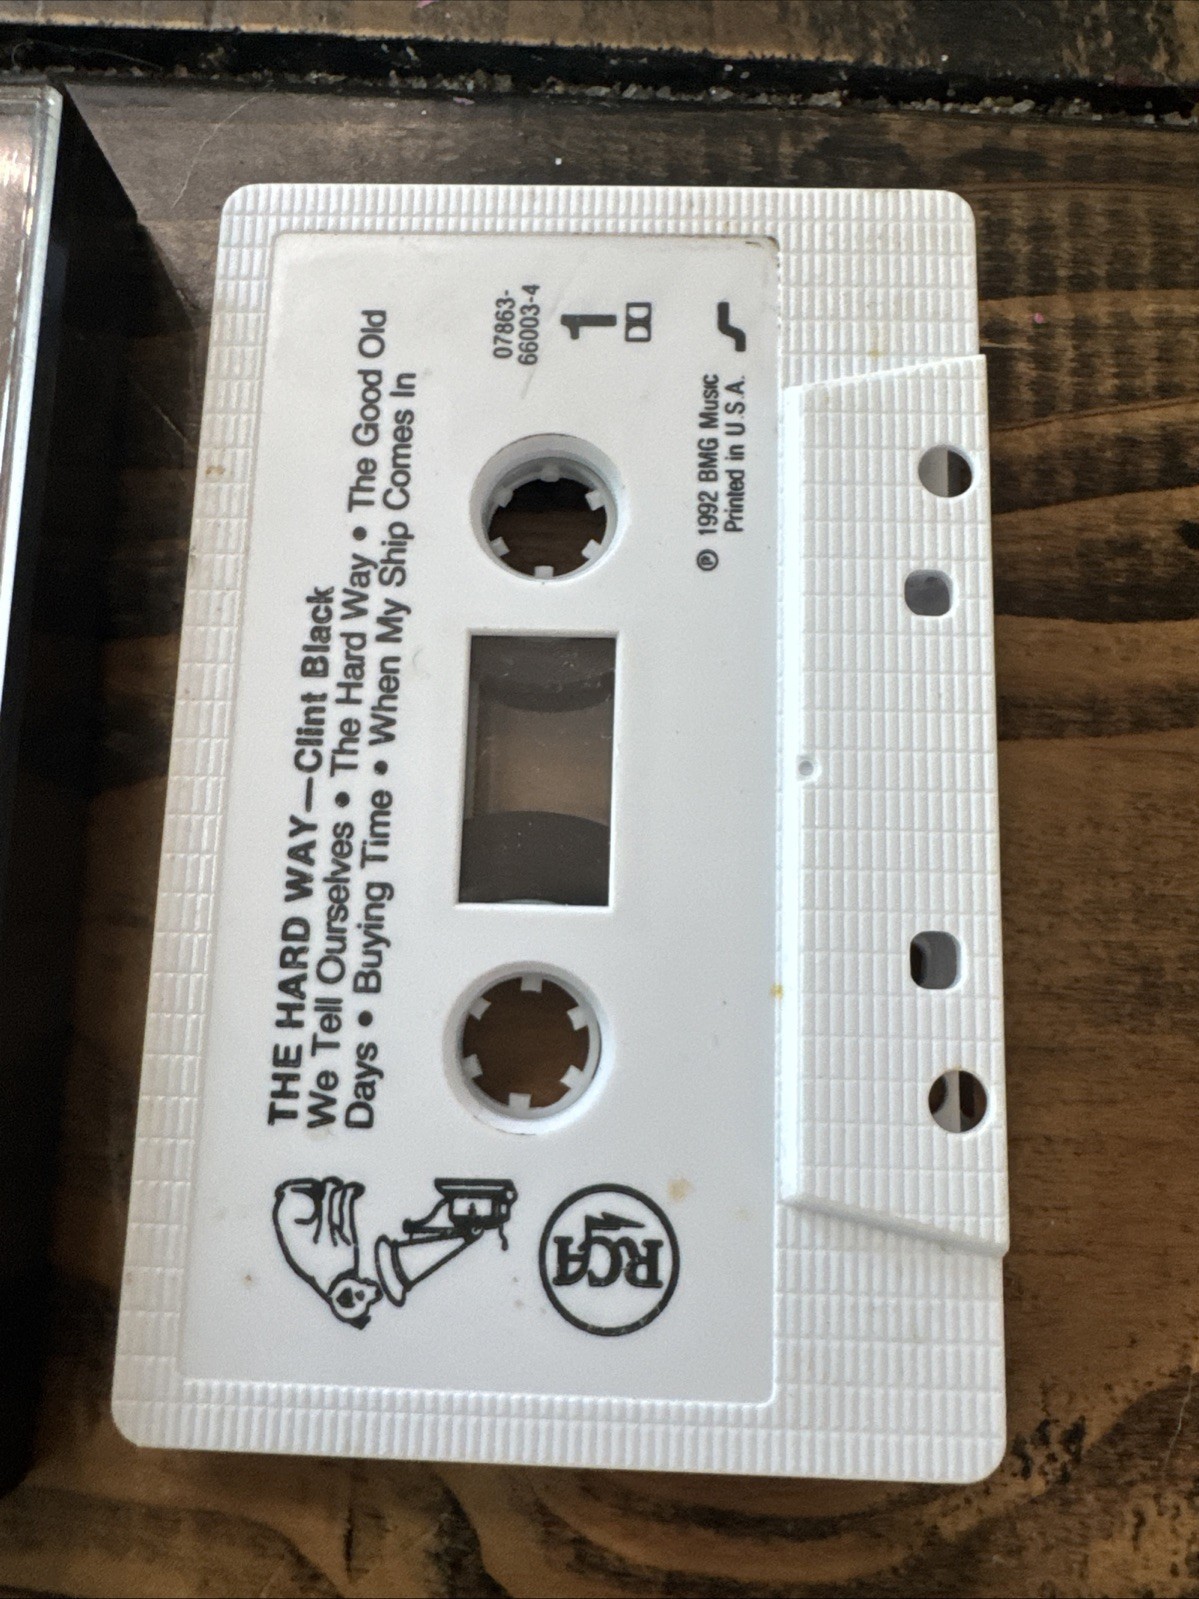 THE HARD WAY—Clint Black
We Tell Ourselves • The Hard Way • The Good Old
Days • Buying Time • When My Ship Comes In
07863-
66003-4
1
RCA
℗ 1992 BMG Music
Printed in U.S.A.